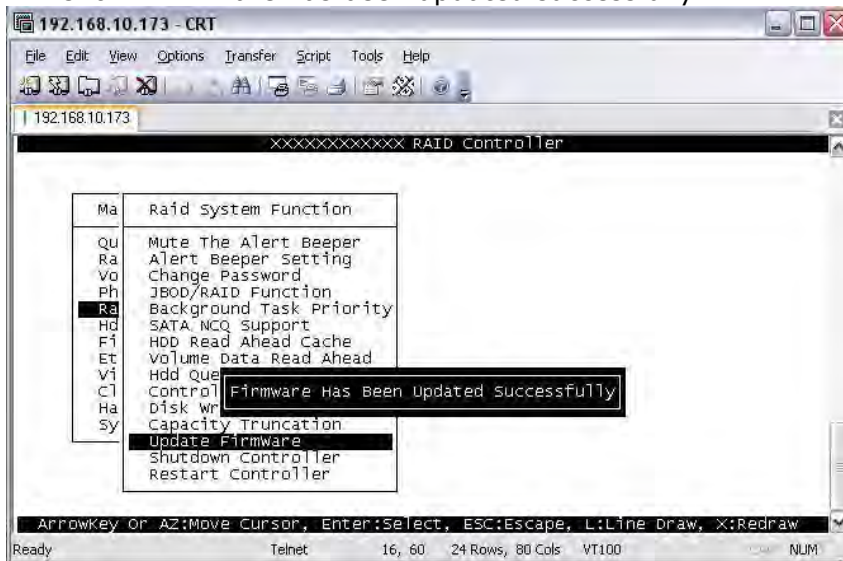 192.168.10.173 - CRT
File Edit View Options Transfer Script Tools Help
192.168.10.173
XXXXXXXXXXXX RAID Controller
Ma
Raid System Function
Qu
Mute The Alert Beeper
Ra
Alert Beeper Setting
Vo
Change Password
Ph
JBOD/RAID Function
Ra
Background Task Priority
Hd
SATA NCQ Support
Fi
HDD Read Ahead Cache
Et
Volume Data Read Ahead
Vi
Hdd Que
Cl
Control
Firmware Has Been Updated Successfully
Ha
Disk Wr
Sy
Capacity Truncation
Update Firmware
Shutdown Controller
Restart Controller
ArrowKey Or AZ:Move Cursor, Enter:Select, ESC:Escape, L:Line Draw, X:Redraw
Ready Telnet 16, 60 24 Rows, 80 Cols VT100 NUM